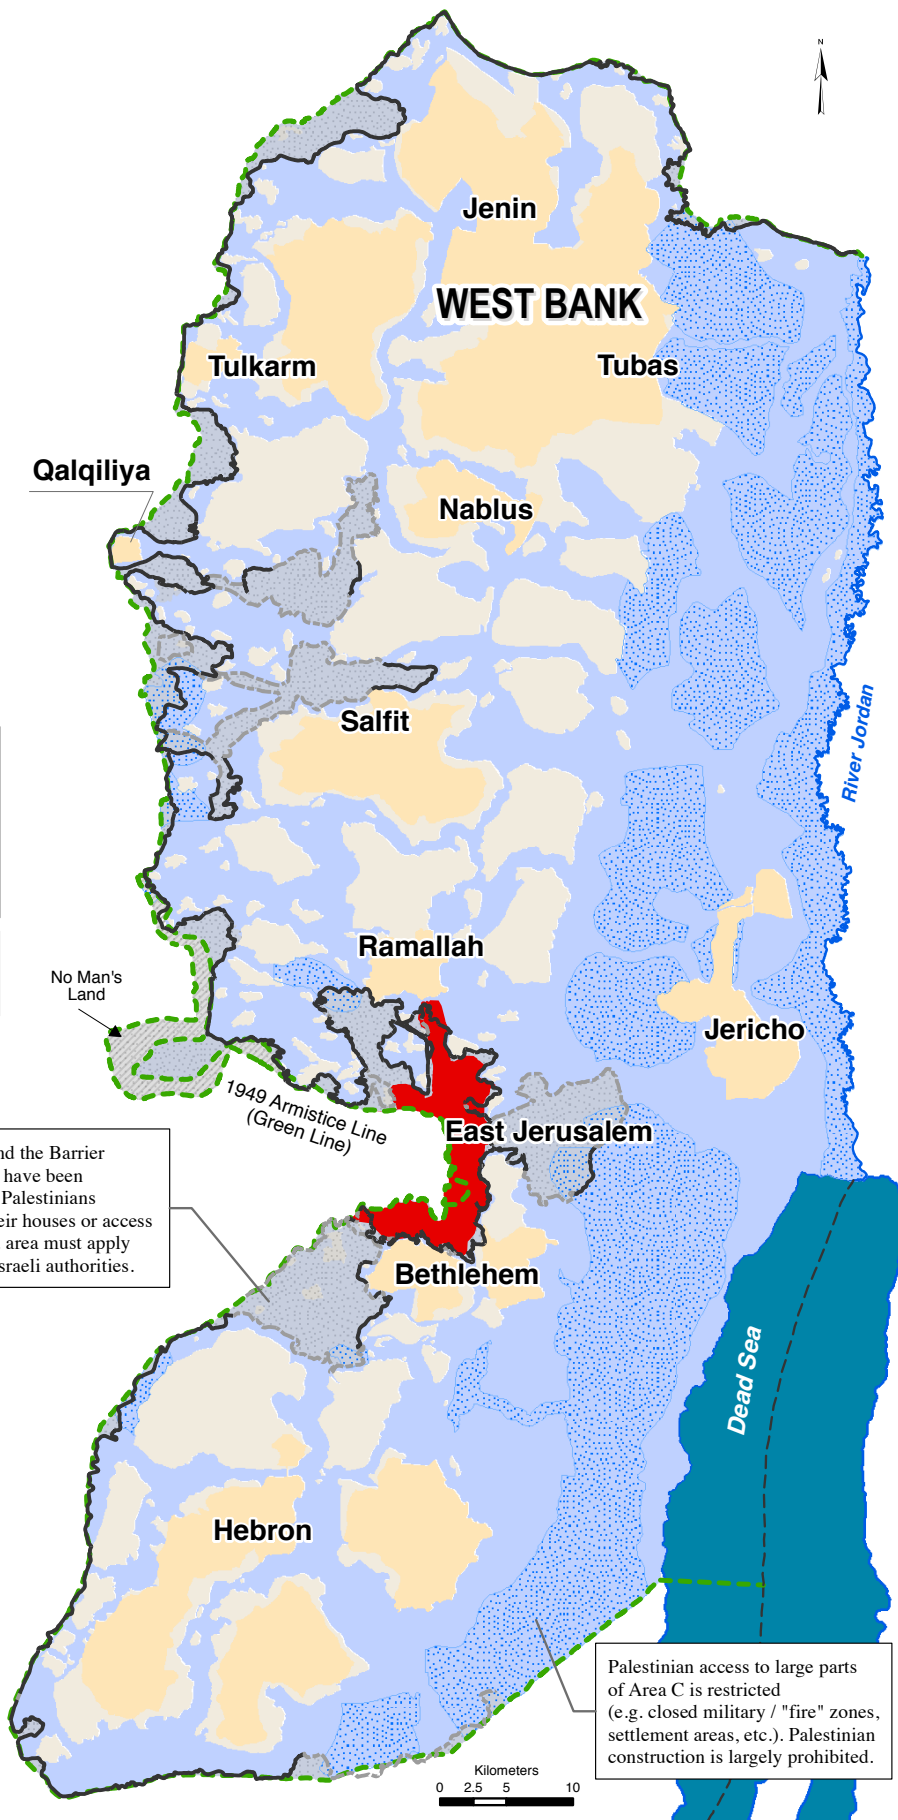 N
Jenin
WEST BANK
Tulkarm
Tubas
Qalqiliya
Nablus
Salfit
River Jordan
Ramallah
No Man's
Land
Jericho
1949 Armistice Line
(Green Line)
East Jerusalem
nd the Barrier
have been
Palestinians
eir houses or access
area must apply
sraeli authorities.
Bethlehem
Dead Sea
Hebron
Palestinian access to large parts
of Area C is restricted
(e.g. closed military / "fire" zones,
settlement areas, etc.). Palestinian
construction is largely prohibited.
Kilometers
0 2.5 5 10